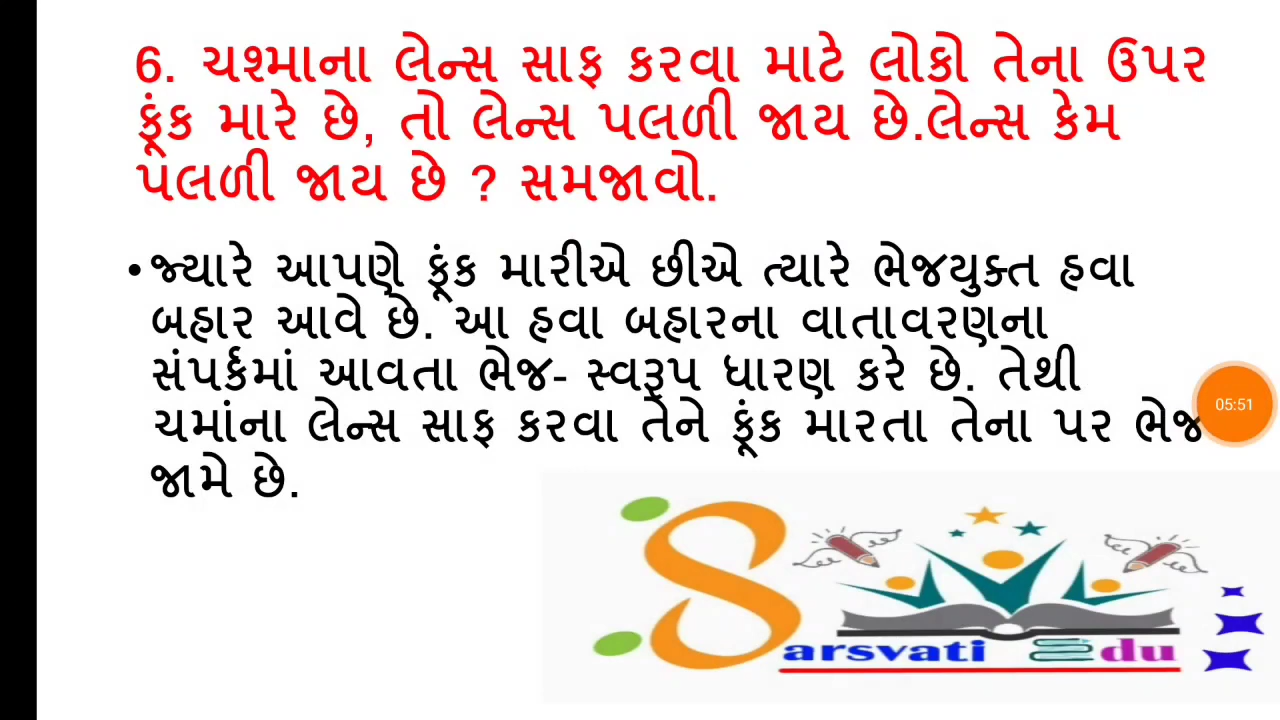 6. ચશ્માના લેન્સ સાફ કરવા માટે લોકો તેના ઉપર
ફૂંક મારે છે, તો લેન્સ પલળી જાય છે.લેન્સ કેમ
પલળી જાય છે ? સમજાવો.
•જ્યારે આપણે ફૂંક મારીએ છીએ ત્યારે ભેજયુક્ત હવા
બહાર આવે છે. આ હવા બહારના વાતાવરણના
સંપર્કમાં આવતા ભેજ- સ્વરૂપ ધારણ કરે છે. તેથી
ચમાંના લેન્સ સાફ કરવા તેને ફૂંક મારતા તેના પર ભેજ
જામે છે.
05:51
Sarsvati Edu